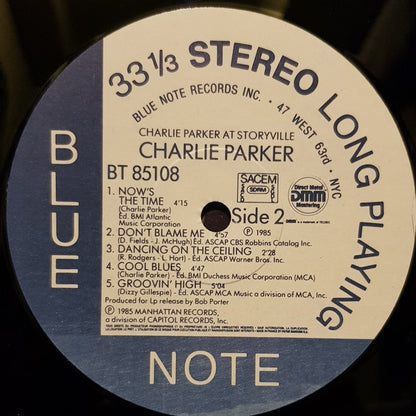 33 1/3 STEREO LONG PLAYING
BLUE NOTE RECORDS INC. • 47 WEST 63rd • NYC
CHARLIE PARKER AT STORYVILLE
CHARLIE PARKER
BT 85108
SACEM
SDRM
Direct Metal
DMM
Mastering
Side 2
℗ 1985
1. NOW'S
THE TIME 4:15
(Charlie Parker)
Ed. BMI Atlantic
Music Corporation
2. DON'T BLAME ME 4:57
(D. Fields - J. McHugh) Ed. ASCAP CBS Robbins Catalog Inc.
3. DANCING ON THE CEILING 2:28
(R. Rodgers - L. Hart) Ed. ASCAP Warner Bros. Inc.
4. COOL BLUES 4:47
(Charlie Parker) Ed. BMI Duchess Music Corporation (MCA)
5. GROOVIN' HIGH 5:04
(Dizzy Gillespie) Ed. ASCAP MCA Music a division of MCA, Inc.
Produced for Lp release by Bob Porter
℗ 1985 MANHATTAN RECORDS,
a division of CAPITOL RECORDS, Inc.
BLUE
NOTE